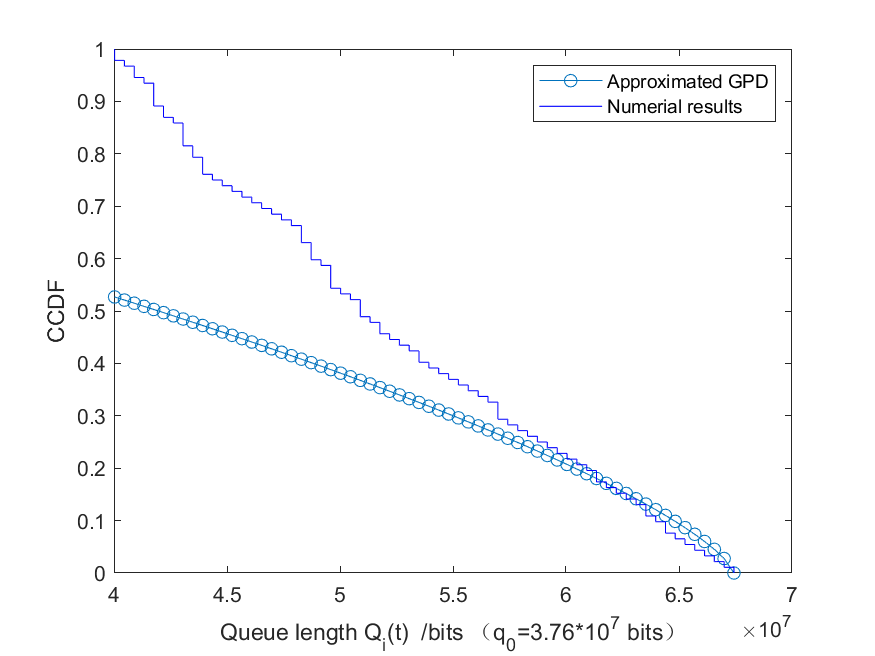 Approximated GPD
Numerial results
CCDF
1
0.9
0.8
0.7
0.6
0.5
0.4
0.3
0.2
0.1
0
4 4.5 5 5.5 6 6.5 7
×10^7
Queue length Q_i(t) /bits （q_0=3.76*10^7 bits）